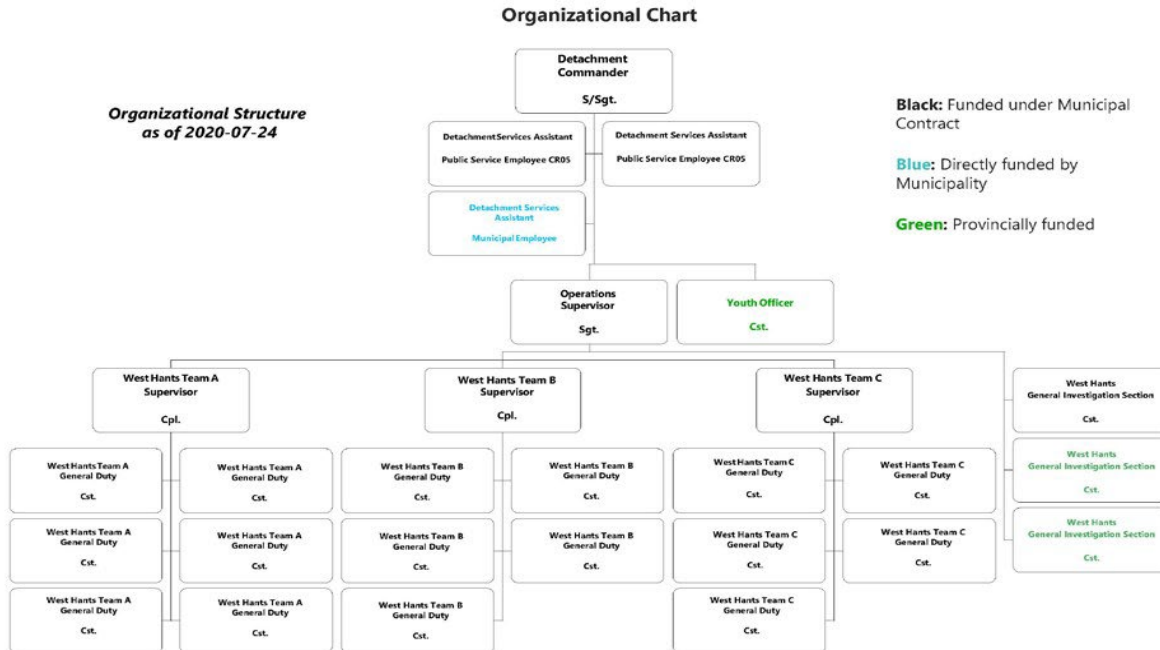 Organizational Chart
Organizational Structure
as of 2020-07-24
Detachment
Commander
S/Sgt.
Black: Funded under Municipal
Contract
Blue: Directly funded by
Municipality
Green: Provincially funded
DetachmentServices Assistant
Public Service Employee CR05
Detachment Services Assistant
Public Service Employee CR05
Detachment Services
Assistant
Municipal Employee
Operations
Supervisor
Sgt.
Youth Officer
Cst.
West Hants Team A
Supervisor
Cpl.
West Hants Team B
Supervisor
Cpl.
West Hants Team C
Supervisor
Cpl.
West Hants
General Investigation Section
Cst.
West Hants Team A
General Duty
Cst.
West Hants Team A
General Duty
Cst.
West Hants Team B
General Duty
Cst.
West Hants Team B
General Duty
Cst.
West Hants Team C
General Duty
Cst.
West Hants Team C
General Duty
Cst.
West Hants
General Investigation Section
Cst.
West Hants Team A
General Duty
Cst.
West Hants Team A
General Duty
Cst.
West Hants Team B
General Duty
Cst.
West Hants Team B
General Duty
Cst.
West Hants Team C
General Duty
Cst.
West Hants Team C
General Duty
Cst.
West Hants
General Investigation Section
Cst.
West Hants Team A
General Duty
Cst.
West Hants Team A
General Duty
Cst.
West Hants Team B
General Duty
Cst.
West Hants Team C
General Duty
Cst.